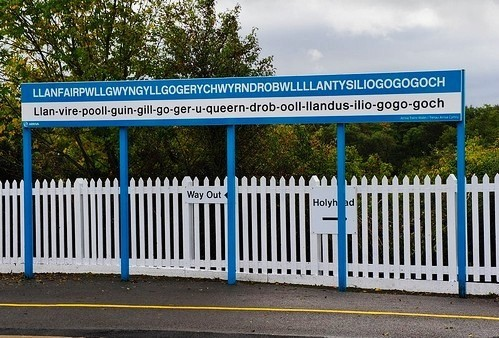 LLANFAIRPWLLGWYNGYLLGOGERYCHWYRNDROBWLLLLANTYSILIOGOGOGOCH
Llan-vire-pooll-guin-gill-go-ger-u-queern-drob-ooll-llandus-ilio-gogo-goch
Way Out
Holyhead